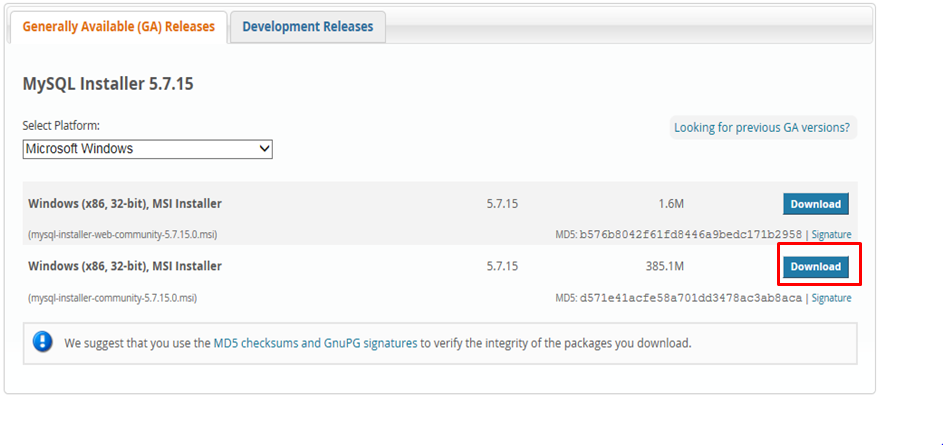 Generally Available (GA) Releases
Development Releases
MySQL Installer 5.7.15
Select Platform:
Looking for previous GA versions?
Microsoft Windows
Windows (x86, 32-bit), MSI Installer 5.7.15 1.6M Download
(mysql-installer-web-community-5.7.15.0.msi) MD5: b576b8042f61fd8446a9bedc171b2958 | Signature
Windows (x86, 32-bit), MSI Installer 5.7.15 385.1M Download
(mysql-installer-community-5.7.15.0.msi) MD5: d571e41acfe58a701dd3478ac3ab8aca | Signature
We suggest that you use the MD5 checksums and GnuPG signatures to verify the integrity of the packages you download.